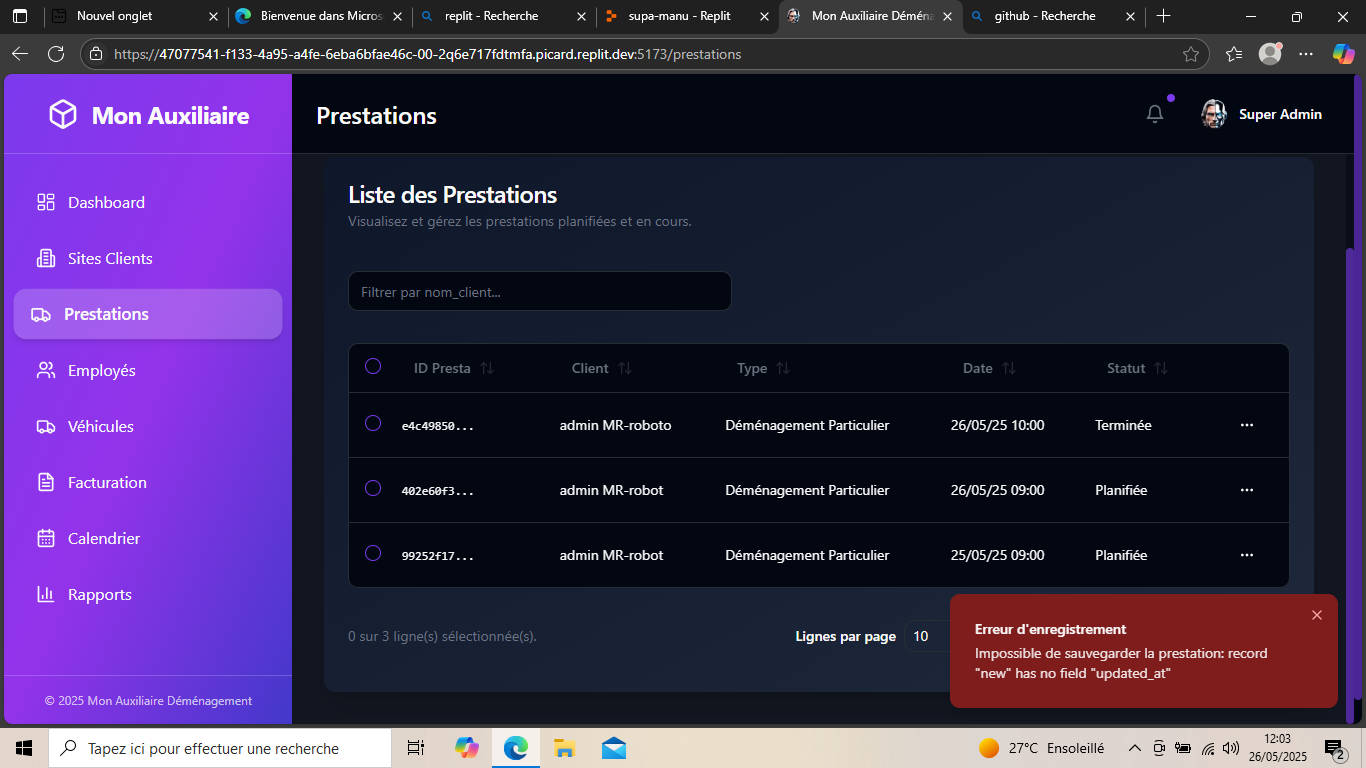 Nouvel onglet
Bienvenue dans Micros
replit - Recherche
supa-manu - Replit
Mon Auxiliaire Déména
github - Recherche
https://47077541-f133-4a95-a4fe-6eba6bfae46c-00-2q6e717fdtmfa.picard.replit.dev:5173/prestations
Mon Auxiliaire
Prestations
Super Admin
Dashboard
Sites Clients
Prestations
Employés
Véhicules
Facturation
Calendrier
Rapports
© 2025 Mon Auxiliaire Déménagement
Liste des Prestations
Visualisez et gérez les prestations planifiées et en cours.
Filtrer par nom_client...
ID Presta Client Type Date Statut
e4c49850... admin MR-roboto Déménagement Particulier 26/05/25 10:00 Terminée
402e60f3... admin MR-robot Déménagement Particulier 26/05/25 09:00 Planifiée
99252f17... admin MR-robot Déménagement Particulier 25/05/25 09:00 Planifiée
0 sur 3 ligne(s) sélectionnée(s).
Lignes par page 10
Erreur d'enregistrement
Impossible de sauvegarder la prestation: record
"new" has no field "updated_at"
Tapez ici pour effectuer une recherche
27°C Ensoleillé
12:03
26/05/2025
2